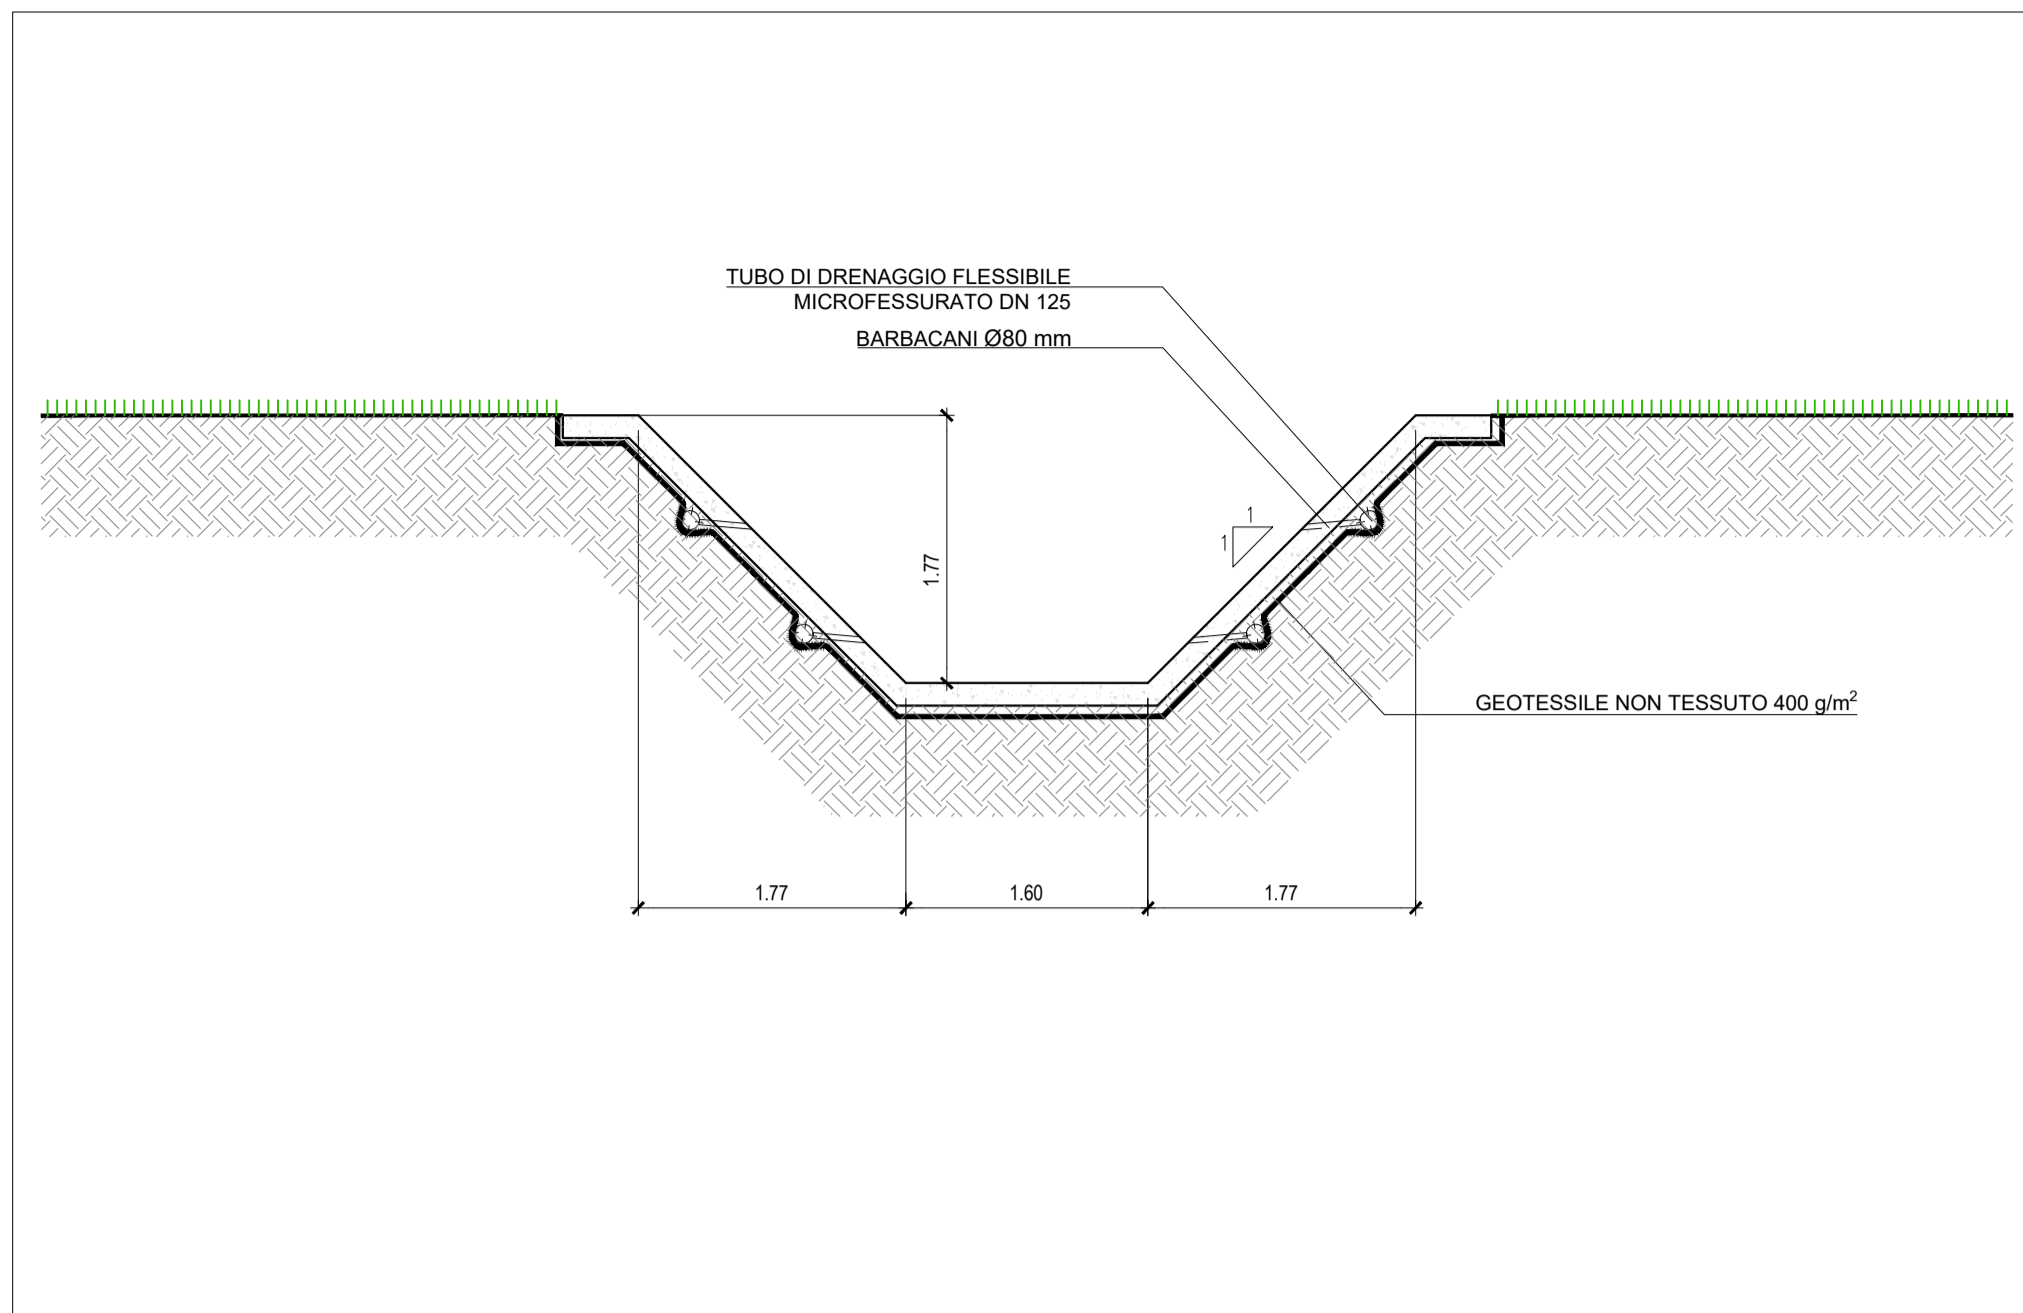 TUBO DI DRENAGGIO FLESSIBILE
MICROFESSURATO DN 125
BARBACANI Ø80 mm
1
1
1.77
GEOTESSILE NON TESSUTO 400 g/m²
1.77
1.60
1.77